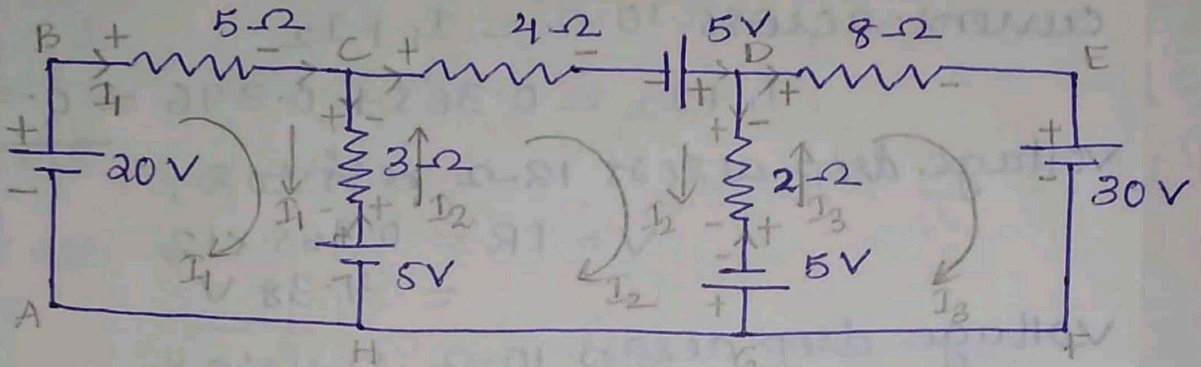 B + 5Ω - C + 4Ω - 5V D 8Ω E
I₁ - + + -
+ 20V - + - 3Ω + - 2Ω + 30V -
I₁ I₂ I₂ I₃
I₁ - + 5V I₂ - + - 5V + I₃
A H G F